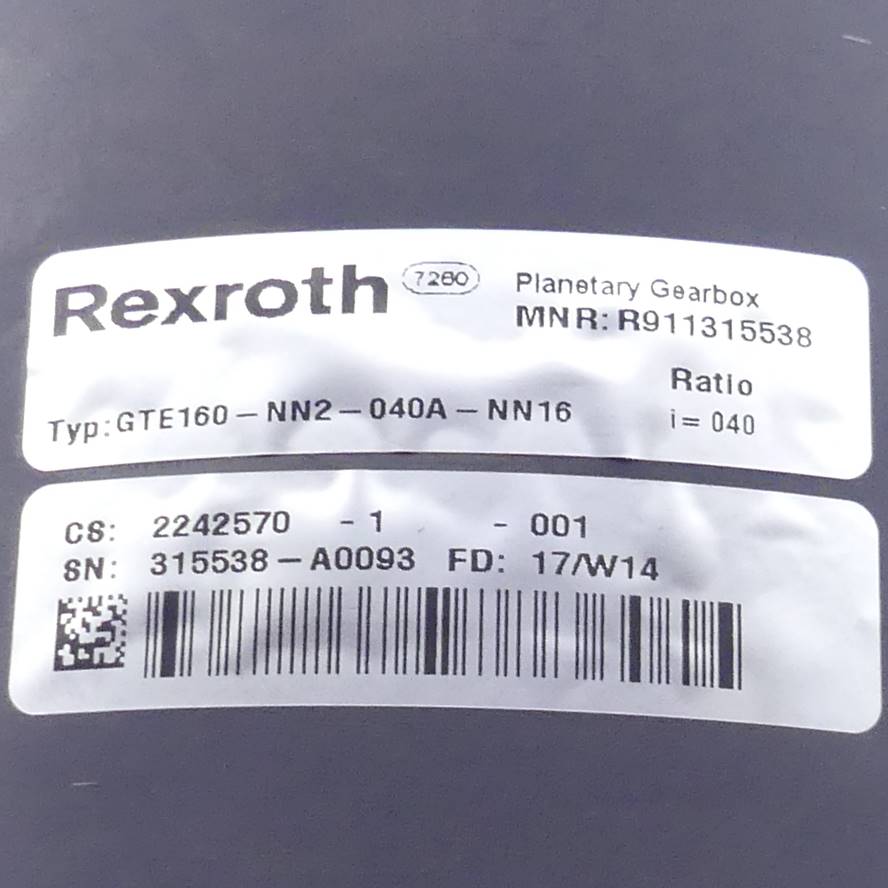 Rexroth 7260 Planetary Gearbox
MNR: R911315538
Ratio
Typ: GTE160-NN2-040A-NN16 i= 040
CS: 2242570 -1 - 001
SN: 315538-A0093 FD: 17/W14